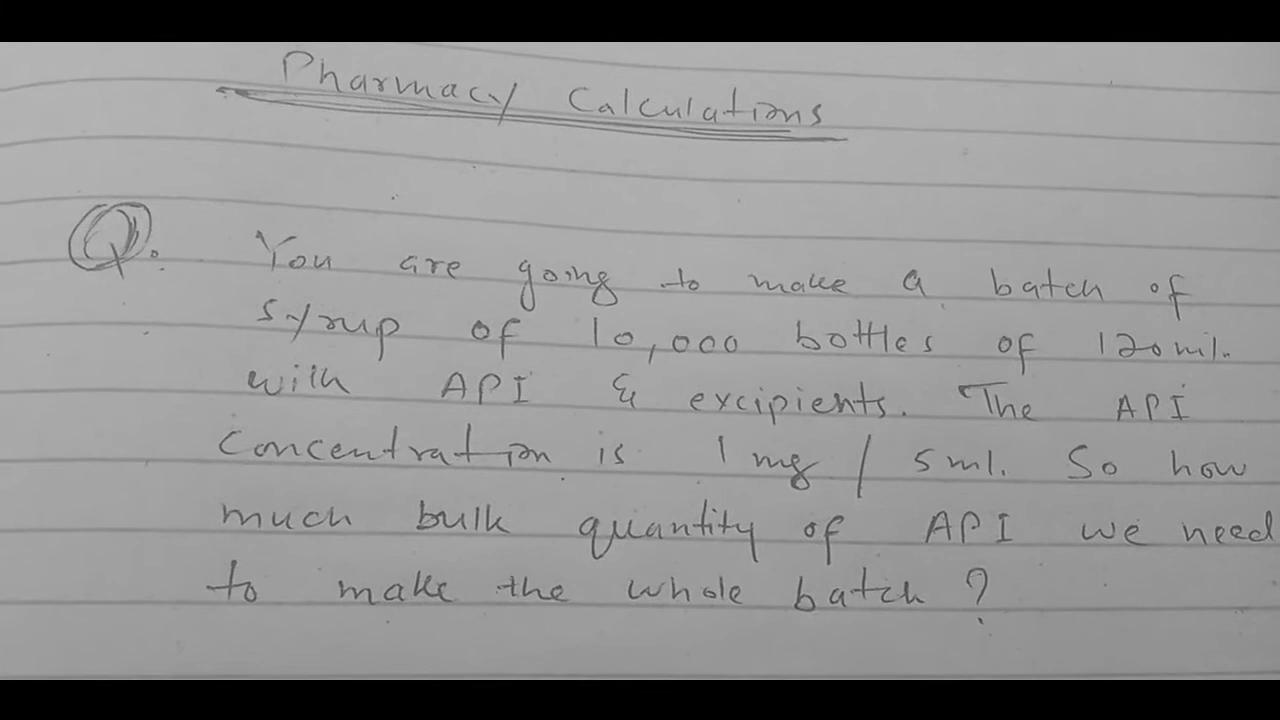 Pharmacy Calculations
Q. You are going to make a batch of
syrup of 10,000 bottles of 120ml.
with API & excipients. The API
concentration is 1 mg / 5ml. So how
much bulk quantity of API we need
to make the whole batch ?